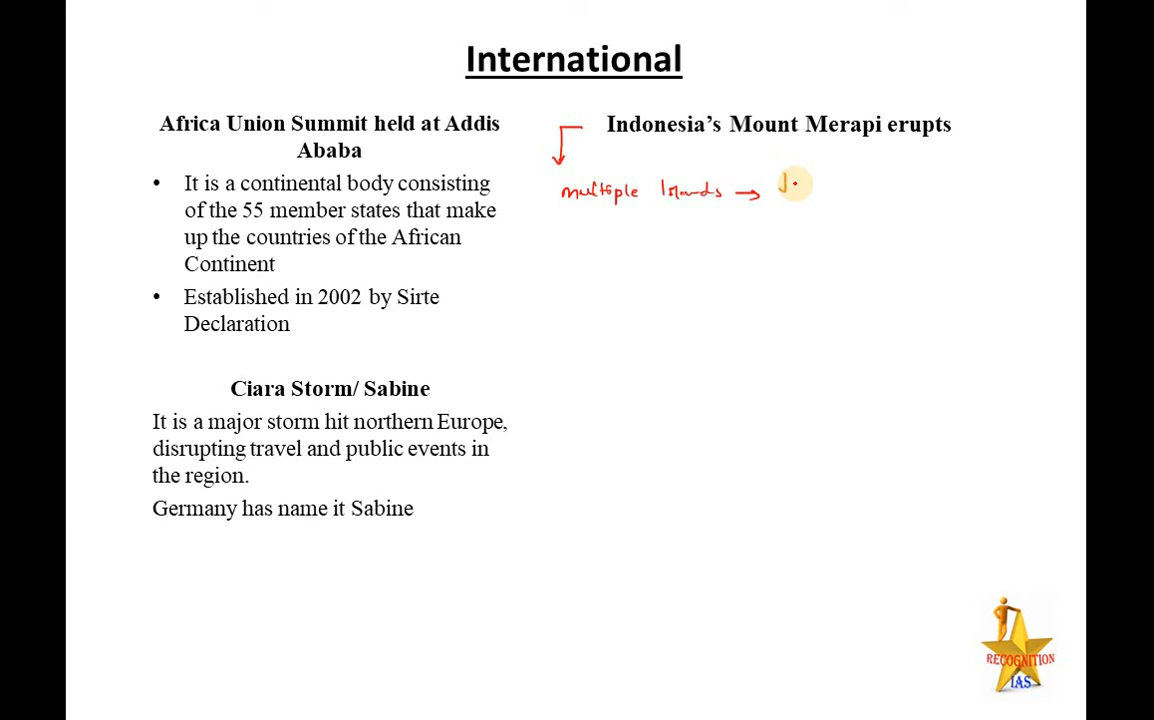 International
Africa Union Summit held at Addis
Ababa
• It is a continental body consisting
of the 55 member states that make
up the countries of the African
Continent
• Established in 2002 by Sirte
Declaration
Ciara Storm/ Sabine
It is a major storm hit northern Europe,
disrupting travel and public events in
the region.
Germany has name it Sabine
Indonesia's Mount Merapi erupts
multiple Islands →
RECOGNITION
IAS